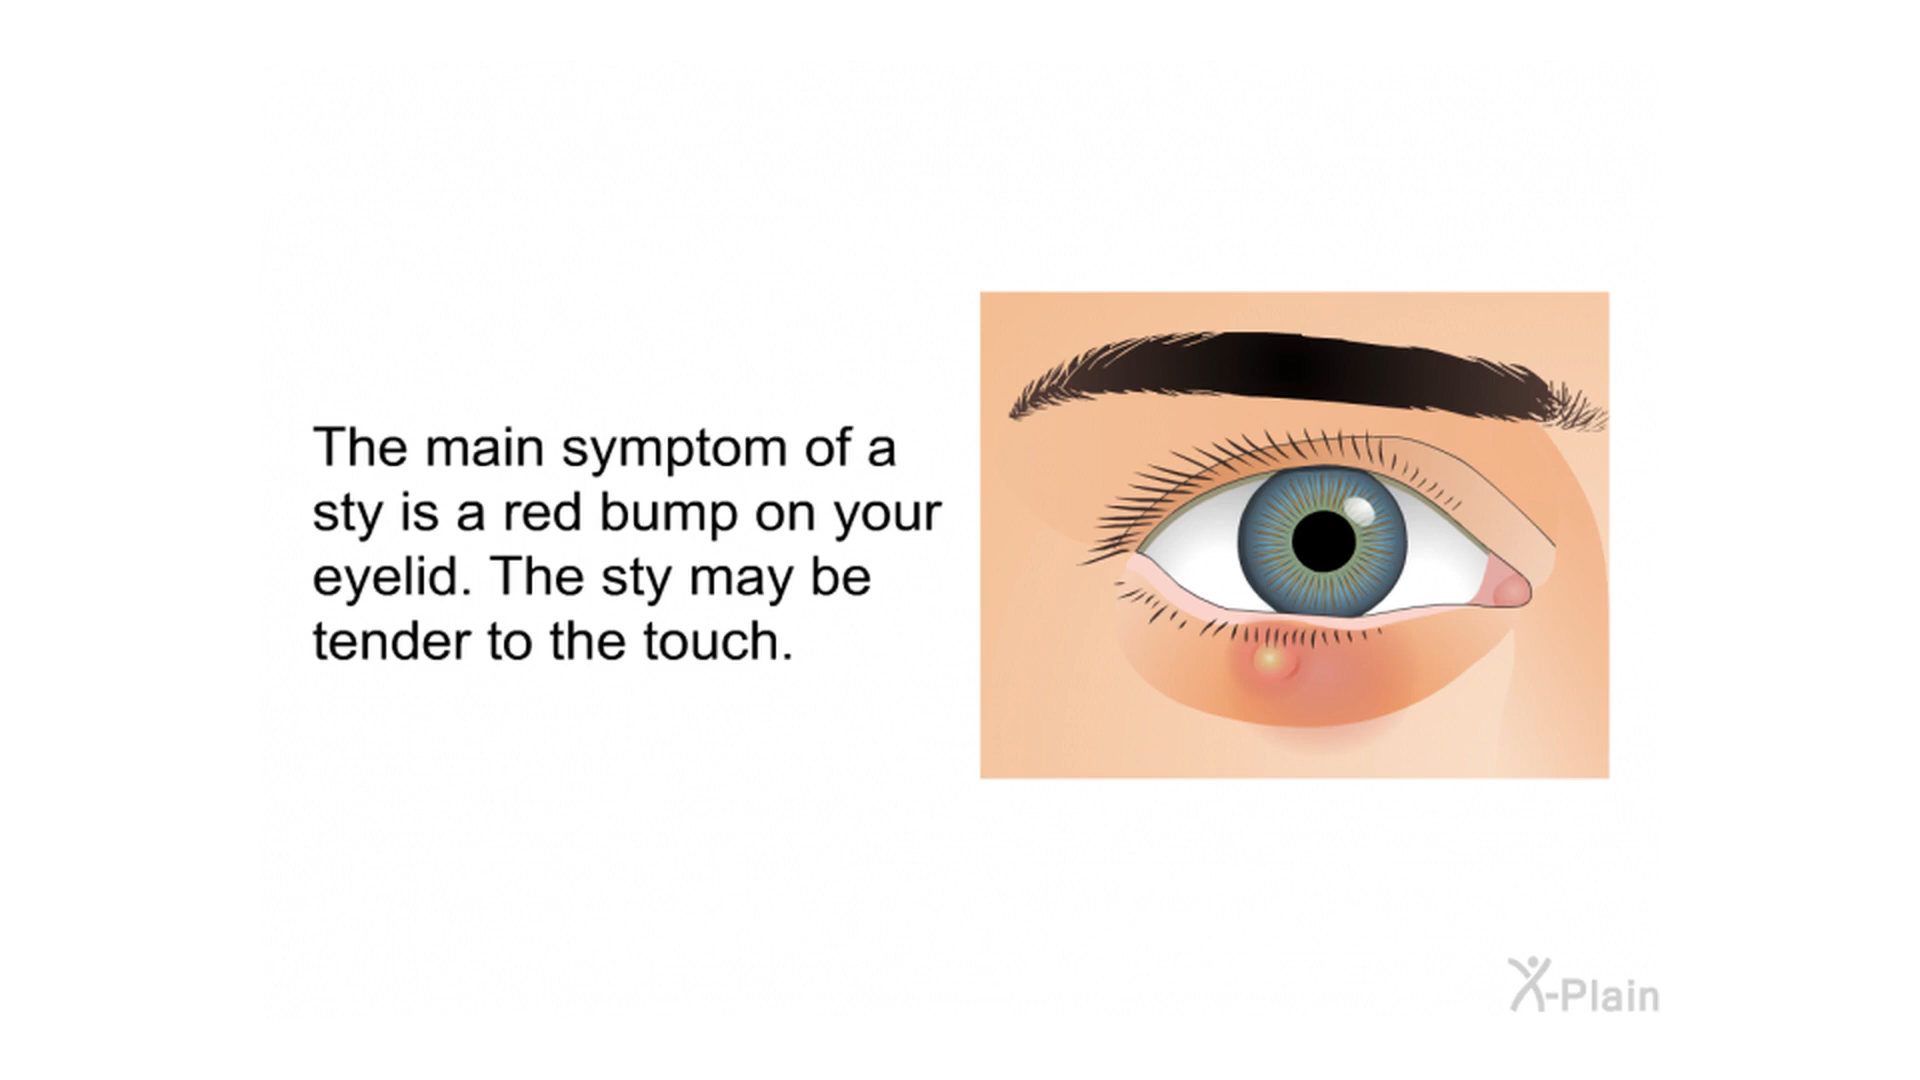 The main symptom of a
sty is a red bump on your
eyelid. The sty may be
tender to the touch.
X-Plain